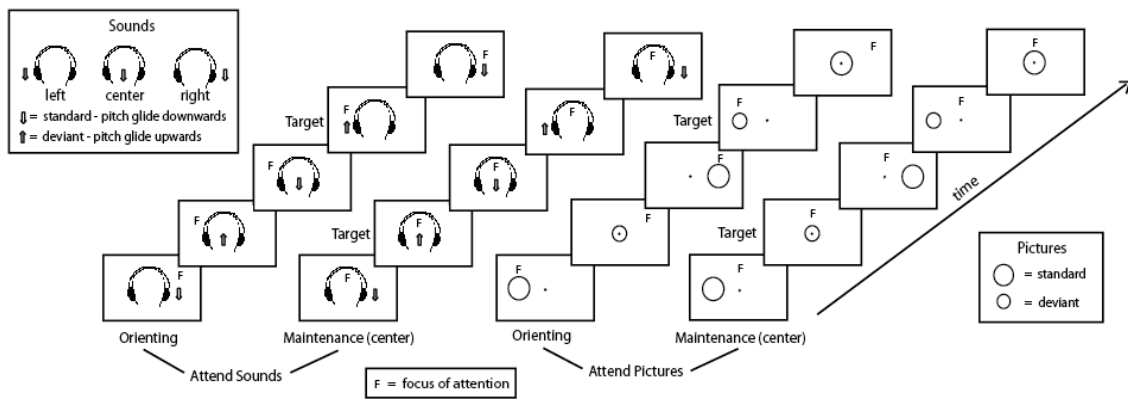 Sounds
left center right
⇩ = standard - pitch glide downwards
⇧ = deviant - pitch glide upwards
F
F
F
F
F
Target
F
F
F
F
F
Target
F
F
F
F
F
Target
F
F
F
F
F
Target
time
Pictures
= standard
= deviant
Orienting Maintenance (center) Orienting Maintenance (center)
Attend Sounds Attend Pictures
F = focus of attention